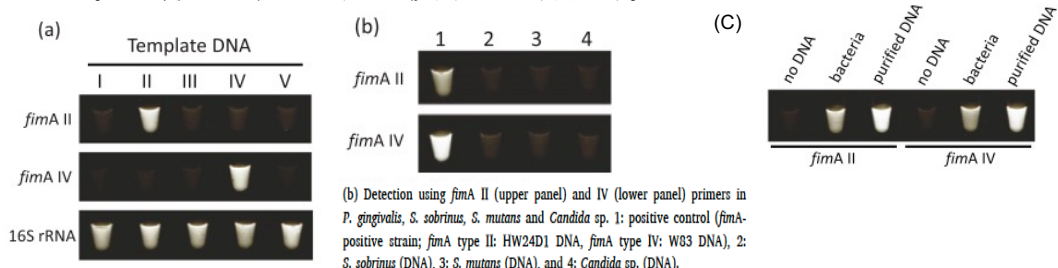 (a)
Template DNA
I II III IV V
fimA II
fimA IV
16S rRNA
(b)
1 2 3 4
fimA II
fimA IV
(b) Detection using fimA II (upper panel) and IV (lower panel) primers in
P. gingivalis, S. sobrinus, S. mutans and Candida sp. 1: positive control (fimA-
positive strain; fimA type II: HW24D1 DNA, fimA type IV: W83 DNA), 2:
S. sobrinus (DNA), 3: S. mutans (DNA), and 4: Candida sp. (DNA).
(C)
no DNA bacteria purified DNA no DNA bacteria purified DNA
fimA II fimA IV